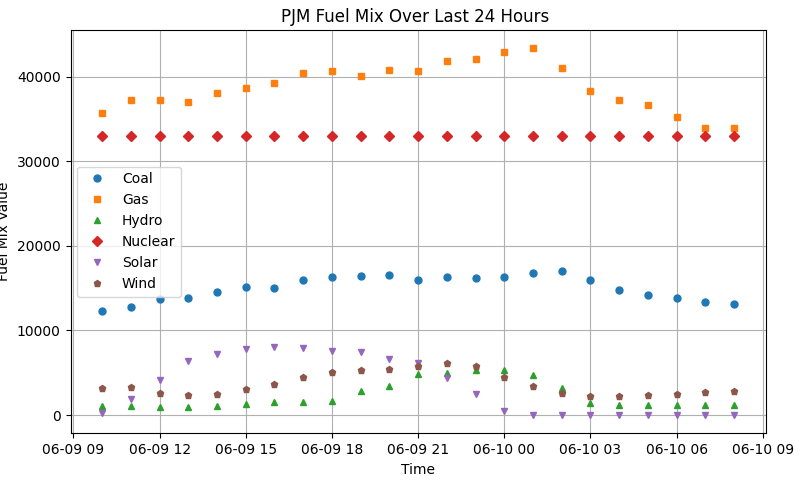 PJM Fuel Mix Over Last 24 Hours
40000
30000
20000
10000
0
Fuel Mix Value
Coal
Gas
Hydro
Nuclear
Solar
Wind
06-09 09 06-09 12 06-09 15 06-09 18 06-09 21 06-10 00 06-10 03 06-10 06 06-10 09
Time